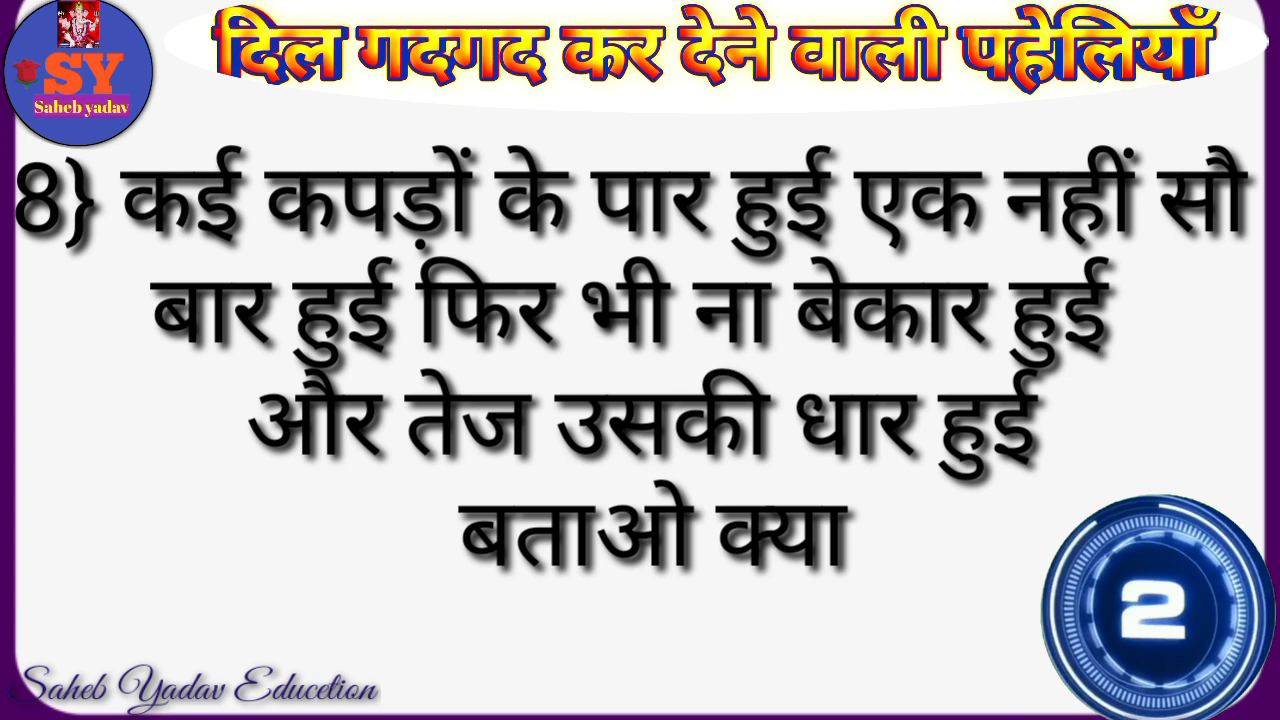 SY
Saheb yadav
दिल गदगद कर देने वाली पहेलियाँ
8} कई कपड़ों के पार हुई एक नहीं सौ
बार हुई फिर भी ना बेकार हुई
और तेज उसकी धार हुई
बताओ क्या
2
Saheb Yadav Educetion